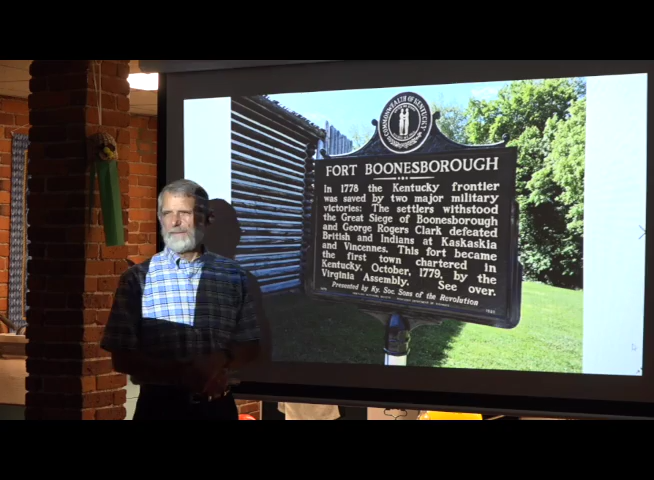 COMMONWEALTH OF KENTUCKY
FORT BOONESBOROUGH
In 1778 the Kentucky frontier
was saved by two major military
victories: The settlers withstood
the Great Siege of Boonesborough
and George Rogers Clark defeated
British and Indians at Kaskaskia
and Vincennes. This fort became
the first town chartered in
Kentucky, October, 1779, by the
Virginia Assembly. See over.
Presented by Ky. Soc. Sons of the Revolution